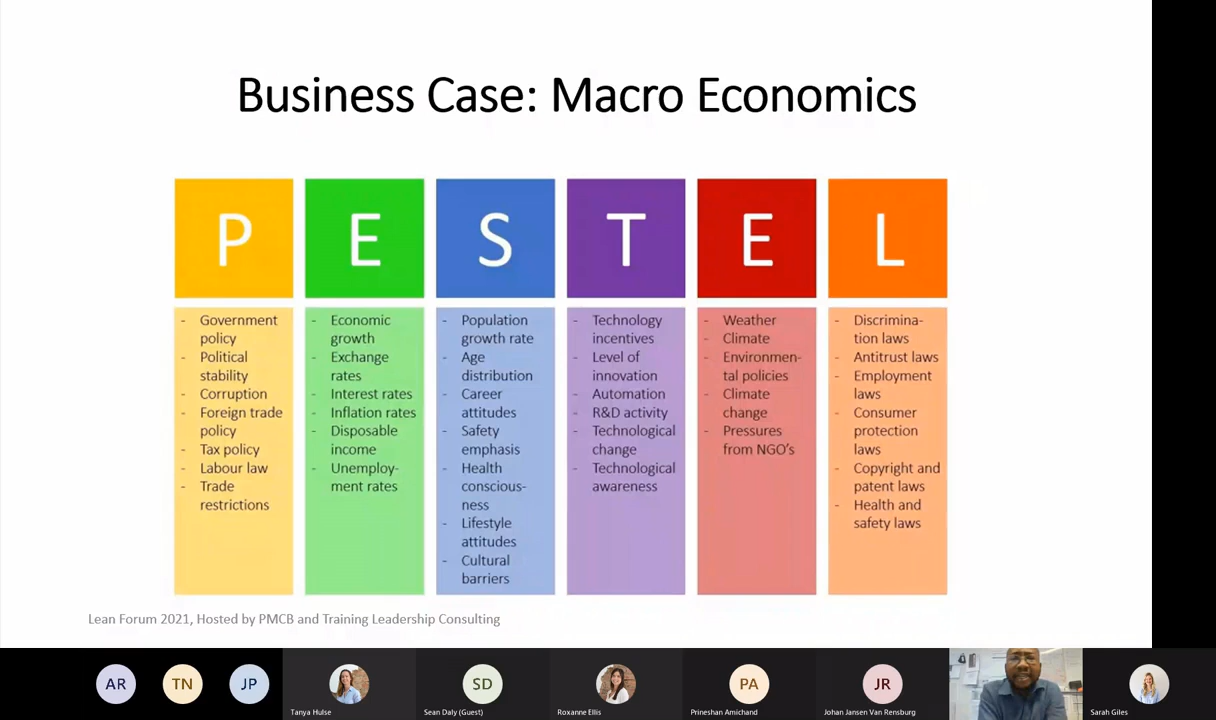 Business Case: Macro Economics
P
E
S
T
E
L
- Government
policy
- Political
stability
- Corruption
- Foreign trade
policy
- Tax policy
- Labour law
- Trade
restrictions
- Economic
growth
- Exchange
rates
- Interest rates
- Inflation rates
- Disposable
income
- Unemploy-
ment rates
- Population
growth rate
- Age
distribution
- Career
attitudes
- Safety
emphasis
- Health
conscious-
ness
- Lifestyle
attitudes
- Cultural
barriers
- Technology
incentives
- Level of
innovation
- Automation
- R&D activity
- Technological
change
- Technological
awareness
- Weather
- Climate
- Environmen-
tal policies
- Climate
change
- Pressures
from NGO's
- Discrimina-
tion laws
- Antitrust laws
- Employment
laws
- Consumer
protection
laws
- Copyright and
patent laws
- Health and
safety laws
Lean Forum 2021, Hosted by PMCB and Training Leadership Consulting
AR
TN
JP
Tanya Hulse
SD
Sean Daly (Guest)
Roxanne Ellis
PA
Prineshan Amichand
JR
Johan Jansen Van Rensburg
Sarah Giles